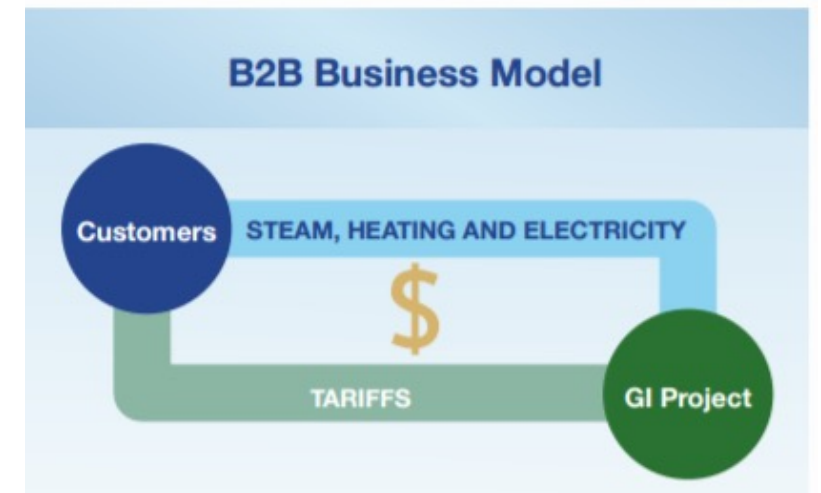 B2B Business Model
Customers
STEAM, HEATING AND ELECTRICITY
$
TARIFFS
GI Project